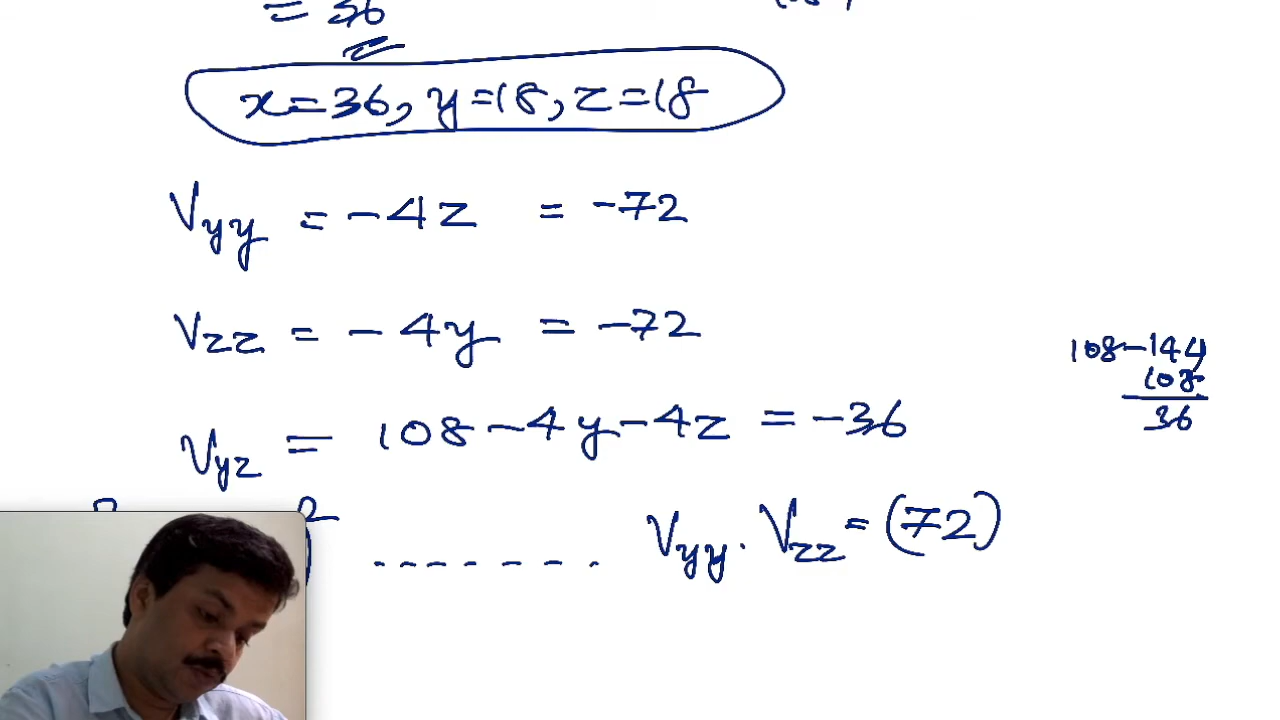 = 36
x=36, y=18, z=18
Vyy = -4z = -72
Vzz = -4y = -72
108-144
108
36
Vyz = 108-4y-4z = -36
2 ....... Vyy. Vzz = (72)